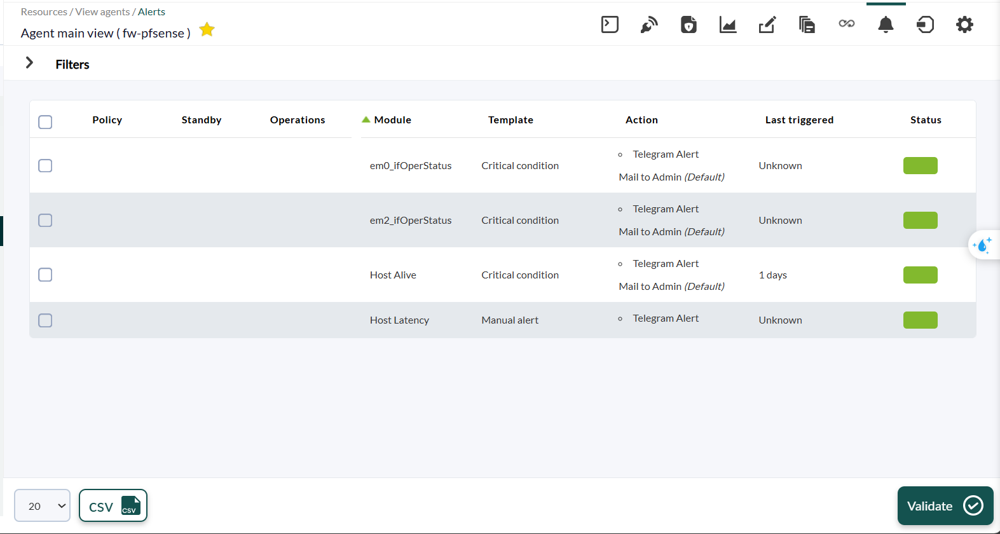 Resources / View agents / Alerts
Agent main view ( fw-pfsense )
Filters
Policy Standby Operations Module Template Action Last triggered Status
em0_ifOperStatus Critical condition Telegram Alert Unknown
Mail to Admin (Default)
em2_ifOperStatus Critical condition Telegram Alert Unknown
Mail to Admin (Default)
Host Alive Critical condition Telegram Alert 1 days
Mail to Admin (Default)
Host Latency Manual alert Telegram Alert Unknown
20 CSV CSV Validate